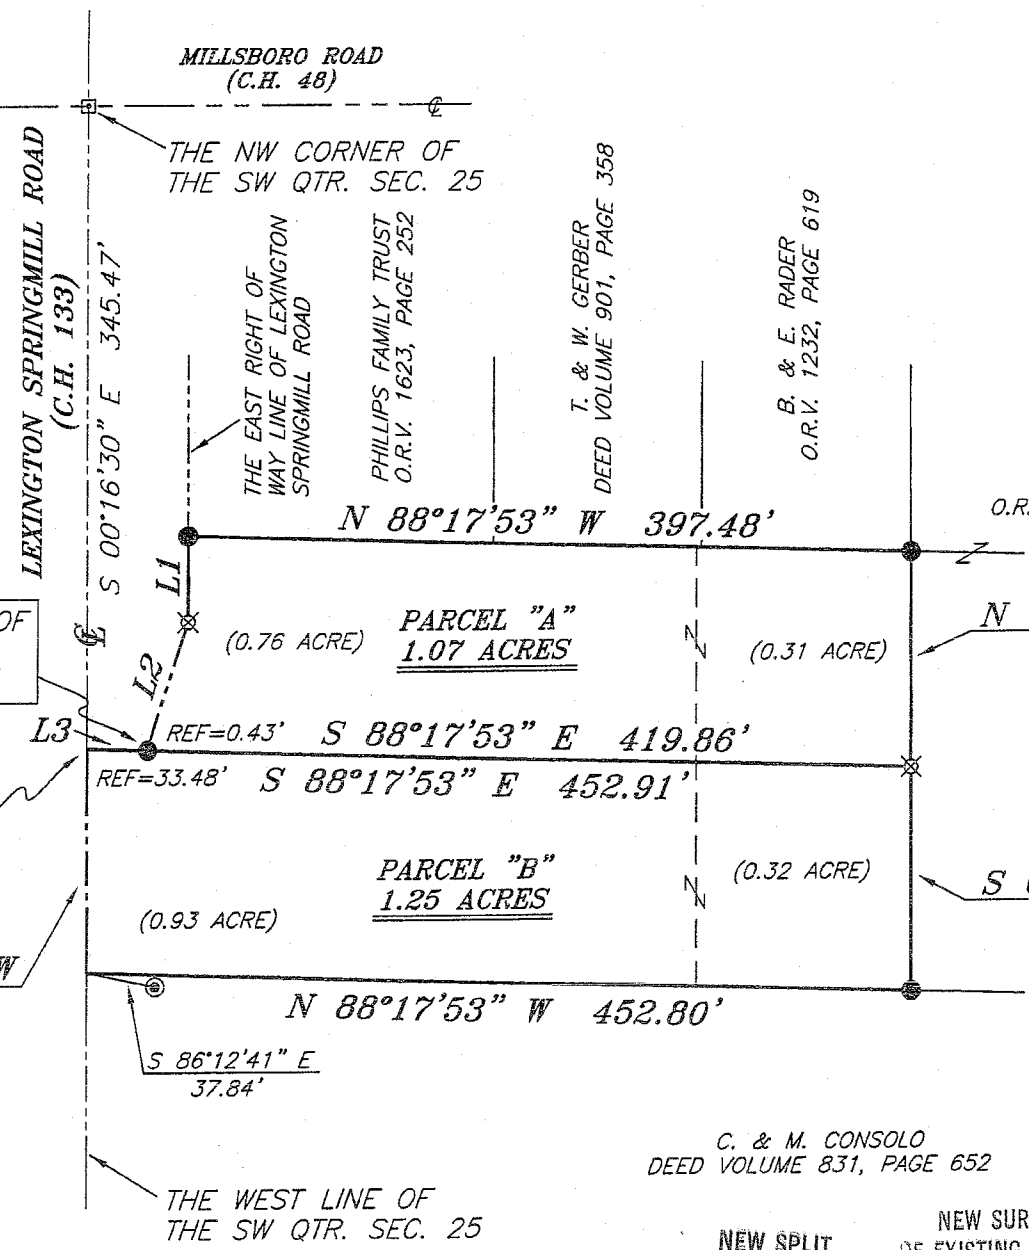 MILLSBORO ROAD
(C.H. 48)
℄
THE NW CORNER OF
THE SW QTR. SEC. 25
LEXINGTON SPRINGMILL ROAD
(C.H. 133)
S 00°16'30" E 345.47'
℄
THE EAST RIGHT OF
WAY LINE OF LEXINGTON
SPRINGMILL ROAD
PHILLIPS FAMILY TRUST
O.R.V. 1623, PAGE 252
T. & W. GERBER
DEED VOLUME 901, PAGE 358
B. & E. RADER
O.R.V. 1232, PAGE 619
O.R.
N 88°17'53" W 397.48'
Z
L1
OF
L2
(0.76 ACRE)
PARCEL "A"
1.07 ACRES
N
(0.31 ACRE)
N
L3
REF=0.43'
S 88°17'53" E 419.86'
REF=33.48'
S 88°17'53" E 452.91'
PARCEL "B"
1.25 ACRES
(0.93 ACRE)
N
(0.32 ACRE)
S
W
N 88°17'53" W 452.80'
S 86°12'41" E
37.84'
C. & M. CONSOLO
DEED VOLUME 831, PAGE 652
THE WEST LINE OF
THE SW QTR. SEC. 25
NEW SPLIT
NEW SUR
OF EXISTING